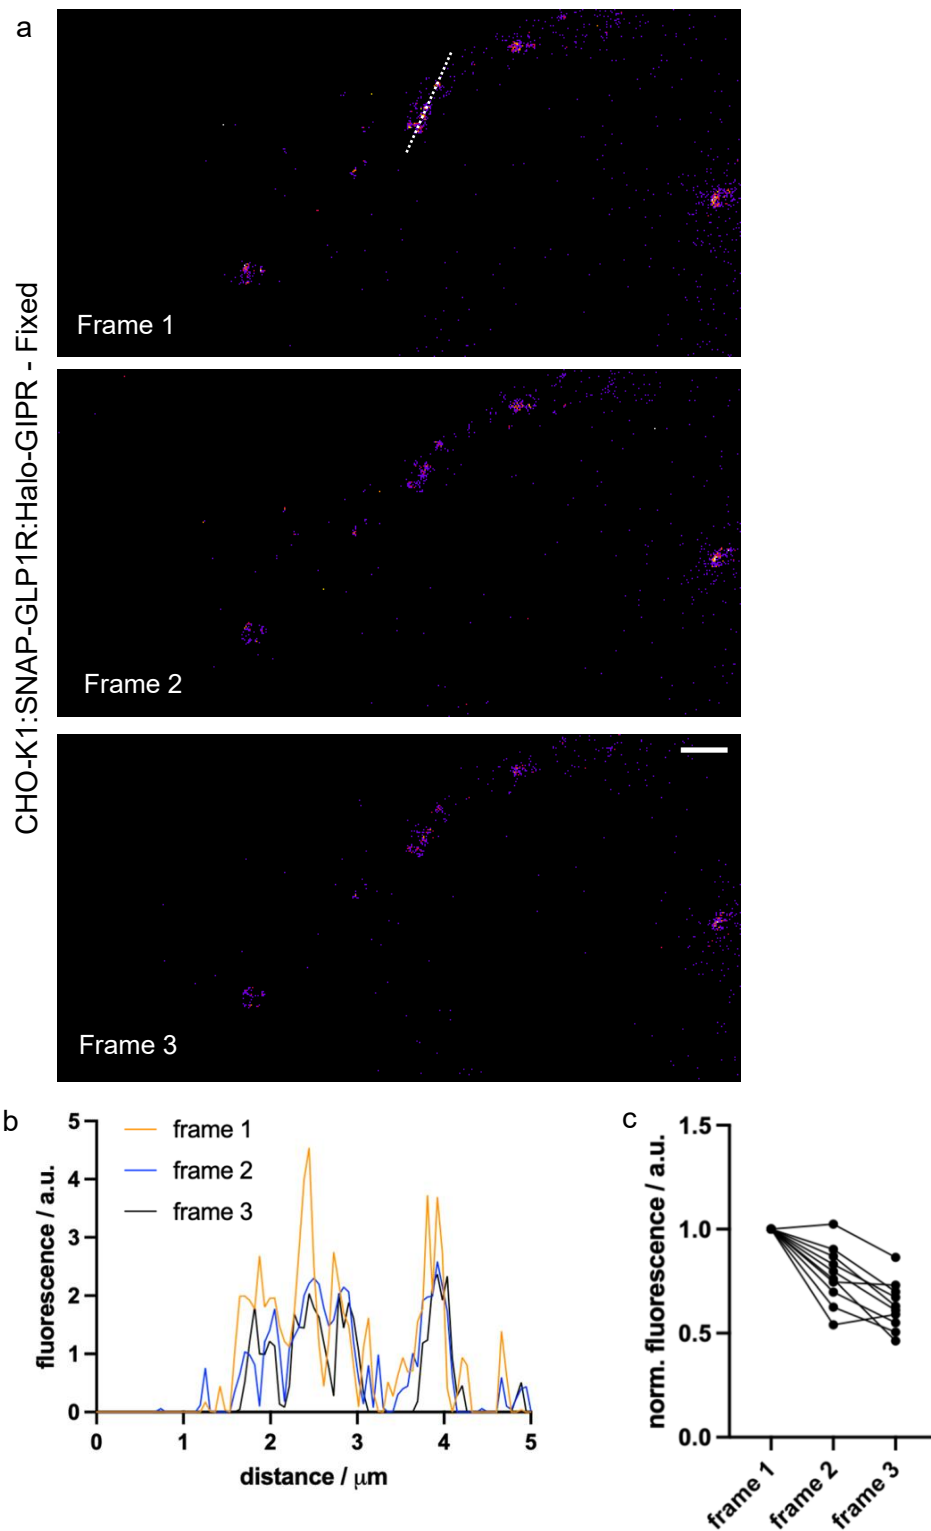 a
CHO-K1:SNAP-GLP1R:Halo-GIPR - Fixed
Frame 1
Frame 2
Frame 3
b
5
4
3
2
1
0
fluorescence / a.u.
frame 1
frame 2
frame 3
0 1 2 3 4 5
distance / μm
c
1.5
1.0
0.5
0.0
norm. fluorescence / a.u.
frame 1
frame 2
frame 3